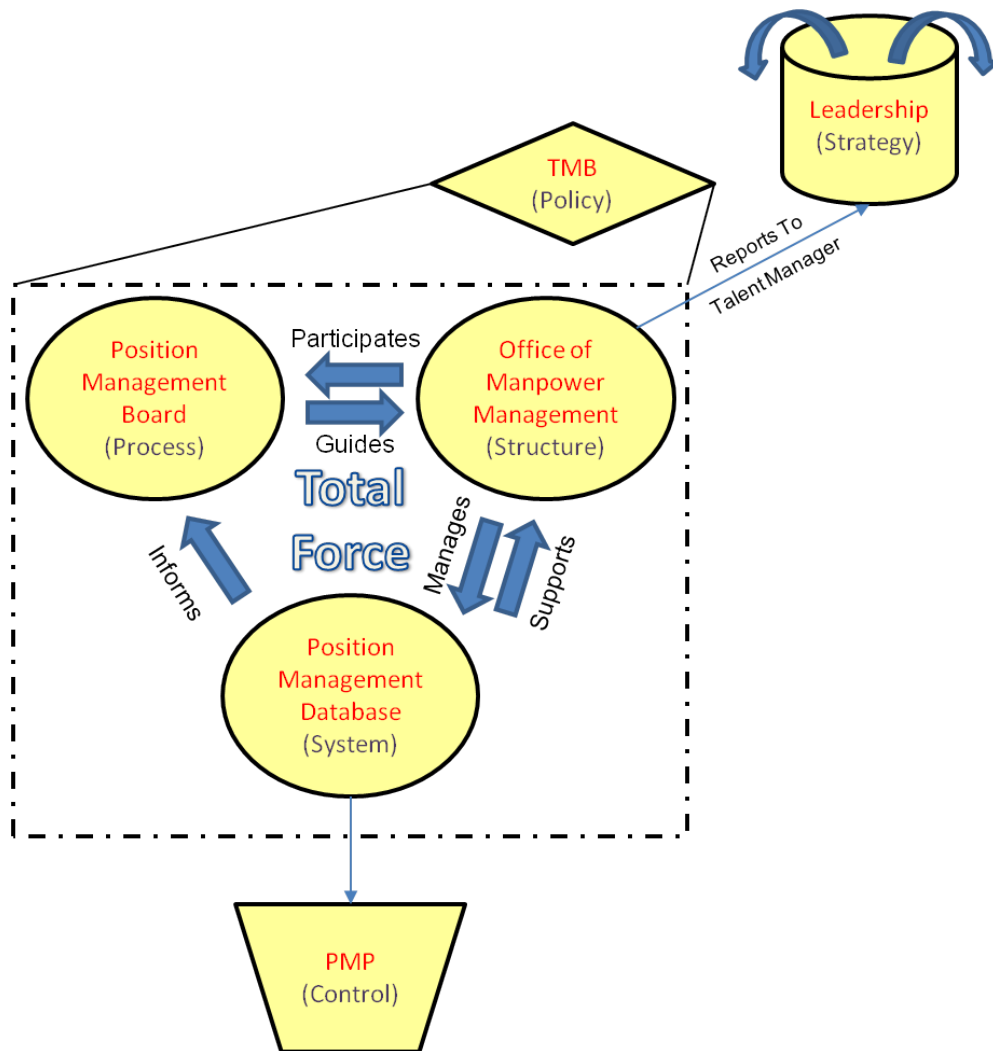 Leadership
(Strategy)
TMB
(Policy)
Reports To
Talent Manager
Participates
Position
Management
Board
(Process)
Office of
Manpower
Management
(Structure)
Guides
Total
Force
Informs
Manages
Supports
Position
Management
Database
(System)
PMP
(Control)